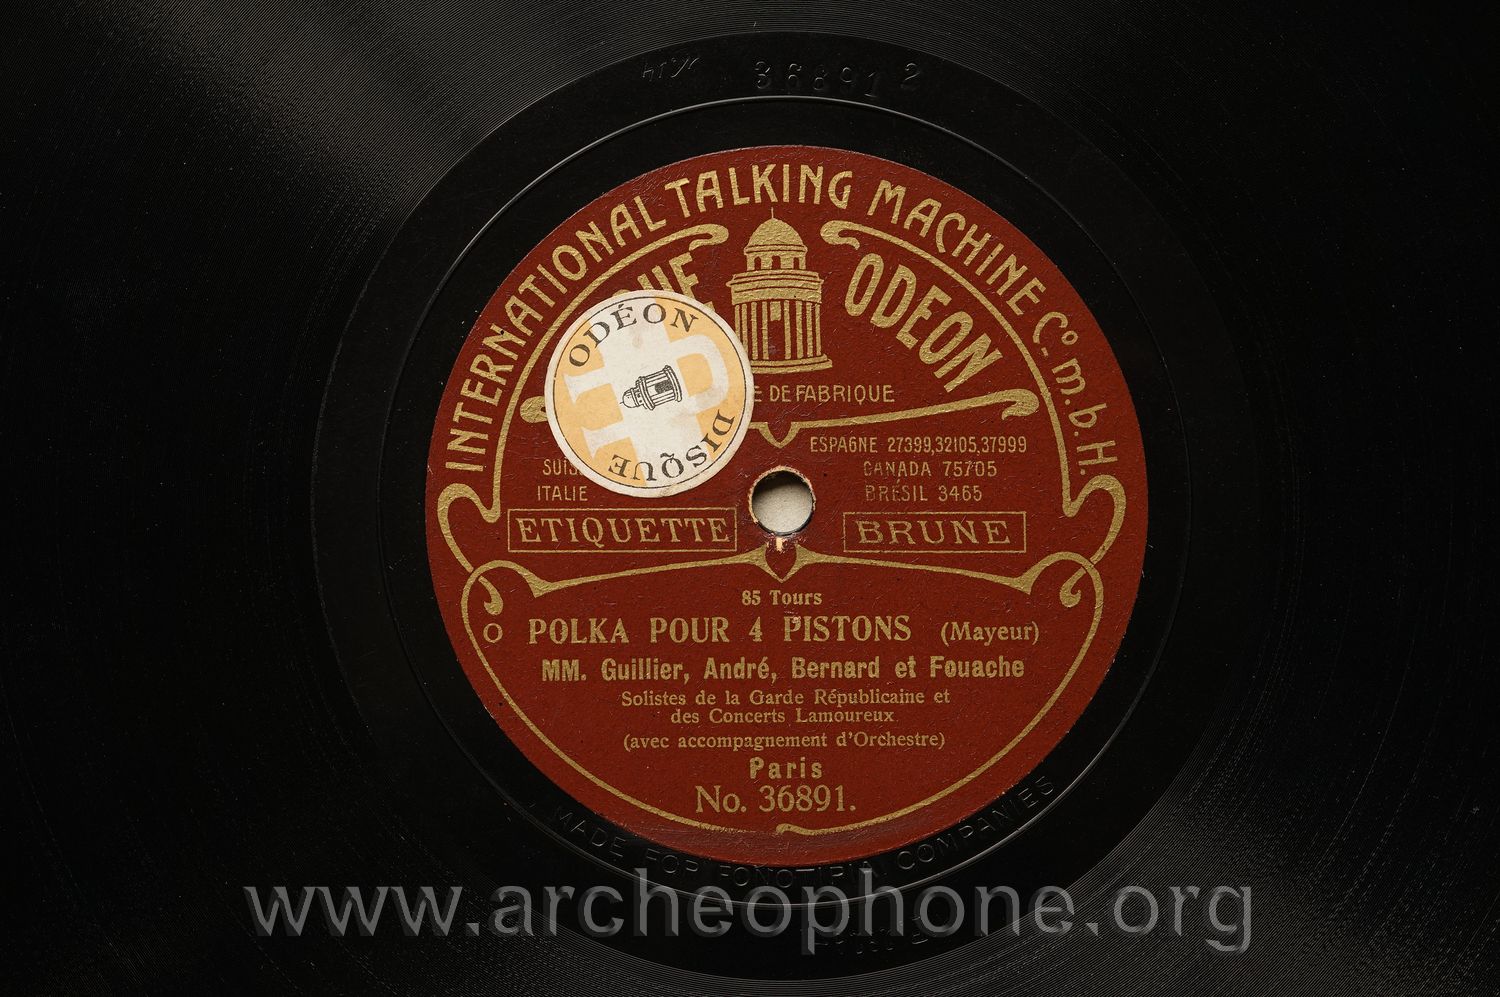 36891 2
INTERNATIONAL TALKING MACHINE Co. m.b.H.
ODEON
DE FABRIQUE
ODÉON
DISQUE
ESPAGNE 27399,32105,37999
CANADA 75705
ITALIE
BRÉSIL 3465
ETIQUETTE BRUNE
85 Tours
O POLKA POUR 4 PISTONS (Mayeur)
MM. Guillier, André, Bernard et Fouache
Solistes de la Garde Républicaine et
des Concerts Lamoureux
(avec accompagnement d'Orchestre)
Paris
No. 36891.
MADE FOR FONOTIPIA COMPANIES
www.archeophone.org